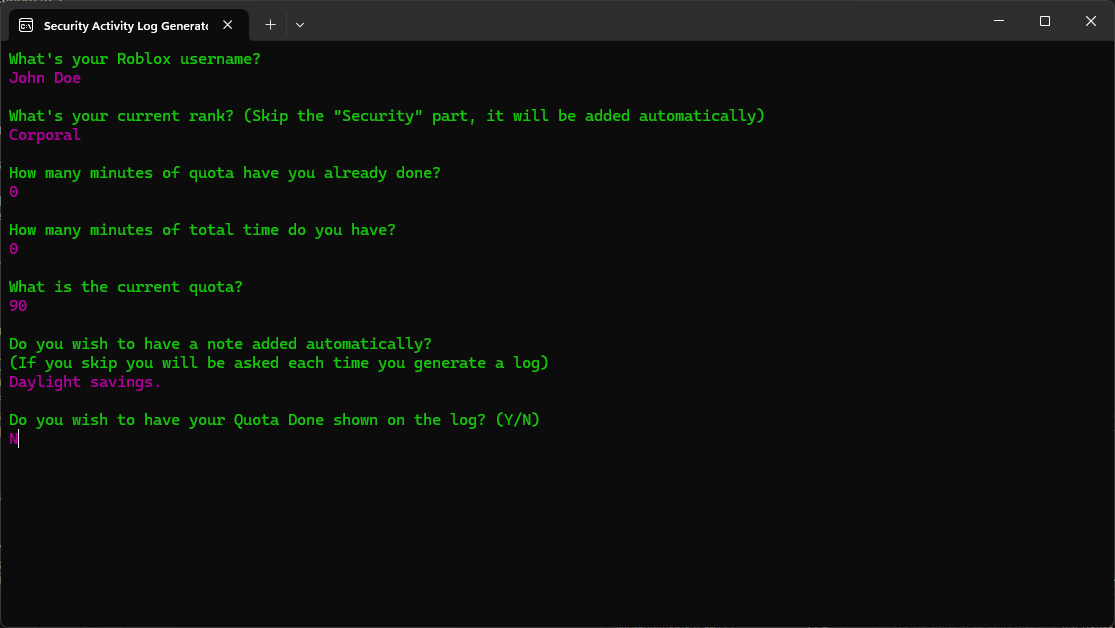 Security Activity Log Generato
What's your Roblox username?
John Doe
What's your current rank? (Skip the "Security" part, it will be added automatically)
Corporal
How many minutes of quota have you already done?
0
How many minutes of total time do you have?
0
What is the current quota?
90
Do you wish to have a note added automatically?
(If you skip you will be asked each time you generate a log)
Daylight savings.
Do you wish to have your Quota Done shown on the log? (Y/N)
N